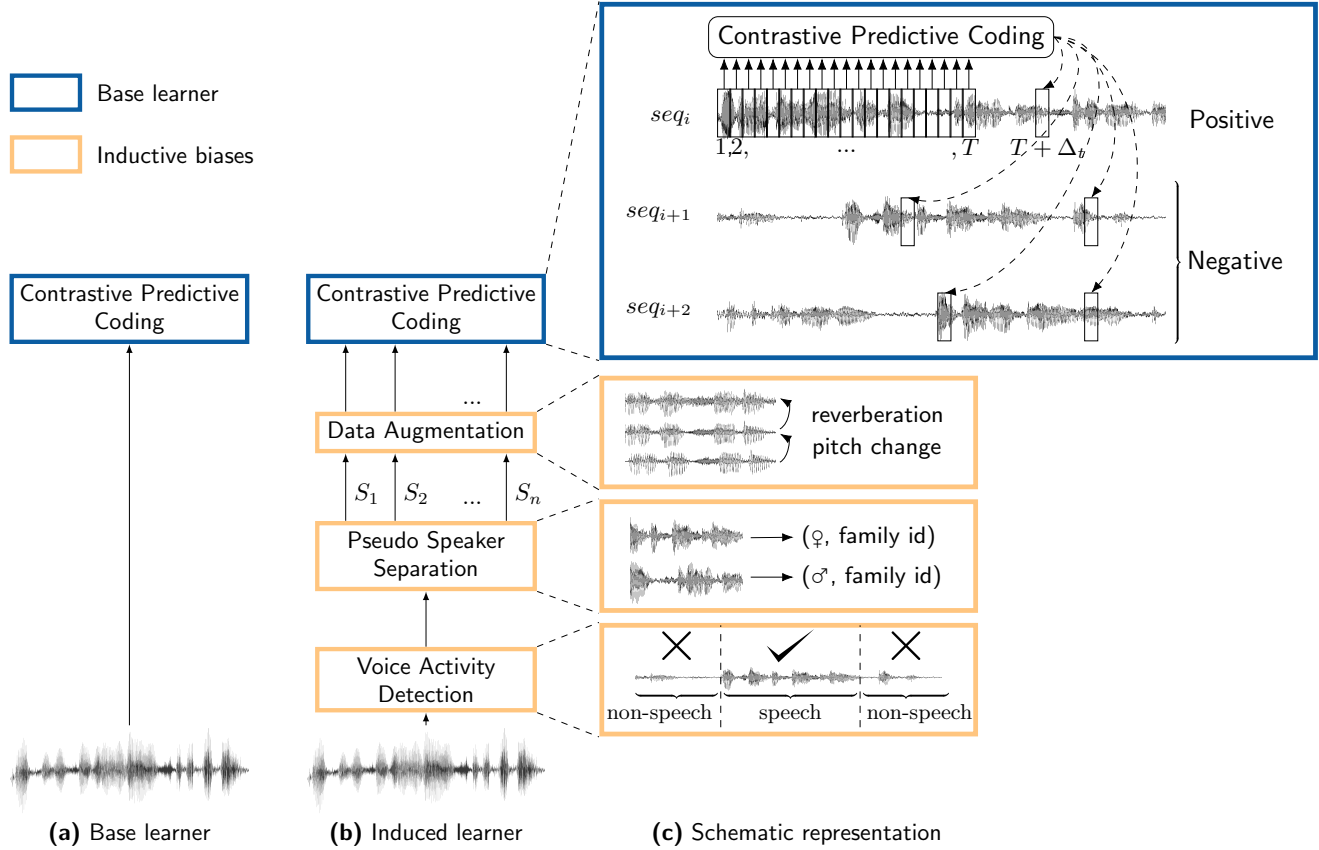 Base learner
Inductive biases
Contrastive Predictive Coding
seq_i
1,2,
...
, T
T + Δ_t
Positive
seq_{i+1}
seq_{i+2}
Negative
Contrastive Predictive
Coding
Contrastive Predictive
Coding
...
Data Augmentation
S_1
S_2
...
S_n
Pseudo Speaker
Separation
Voice Activity
Detection
reverberation
pitch change
(♀, family id)
(♂, family id)
non-speech
speech
non-speech
(a) Base learner
(b) Induced learner
(c) Schematic representation